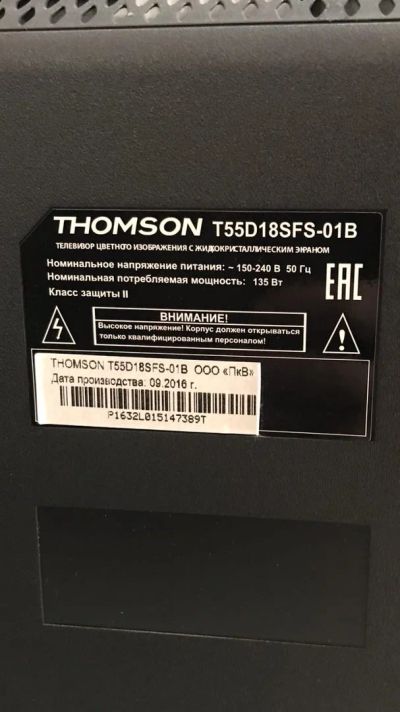 THOMSON T55D18SFS-01B
ТЕЛЕВИЗОР ЦВЕТНОГО ИЗОБРАЖЕНИЯ С ЖИДКОКРИСТАЛЛИЧЕСКИМ ЭКРАНОМ
Номинальное напряжение питания: ~ 150-240 В 50 Гц
Номинальная потребляемая мощность: 135 Вт
Класс защиты II
EAC
ВНИМАНИЕ!
Высокое напряжение! Корпус должен открываться
только квалифицированным персоналом!
THOMSON T55D18SFS-01B ООО «ПкВ»
Дата производства: 09.2016 г.
P1632L015147389T